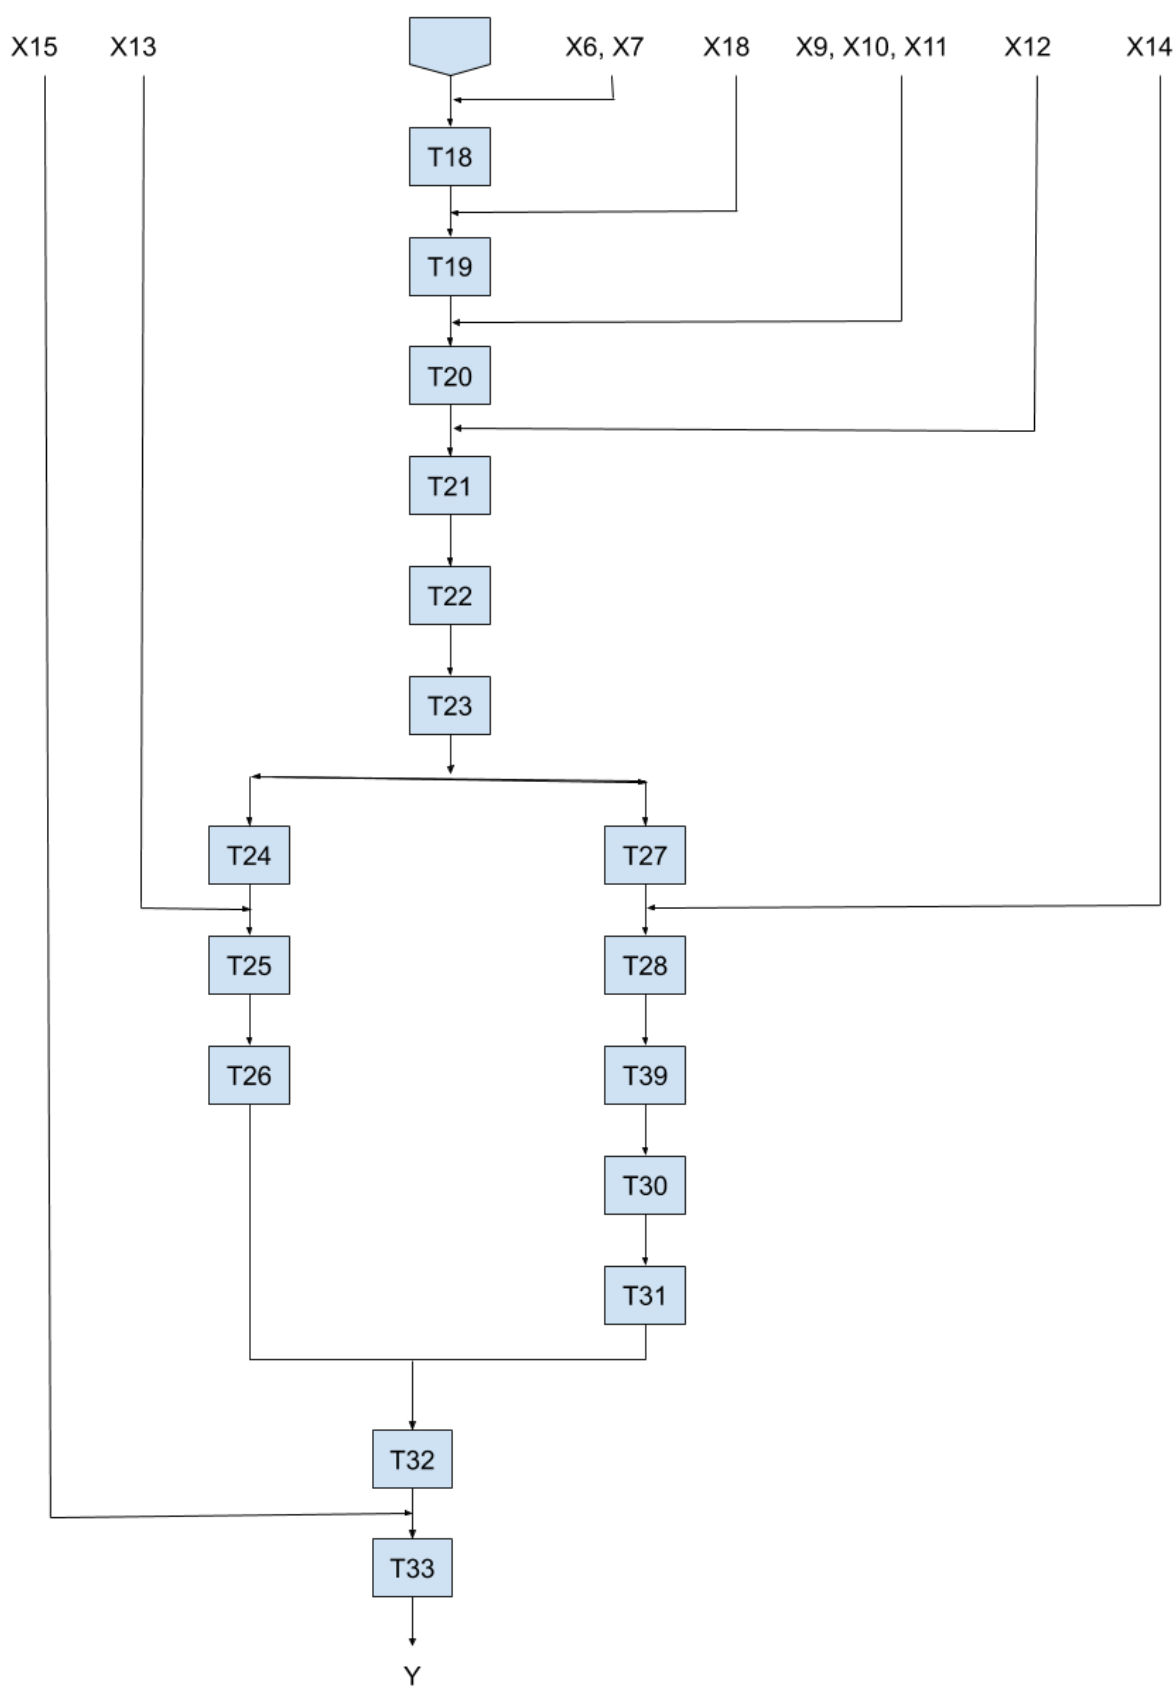 X15 X13 X6, X7 X18 X9, X10, X11 X12 X14
T18
T19
T20
T21
T22
T23
T24 T27
T25 T28
T26 T39
T30
T31
T32
T33
Y